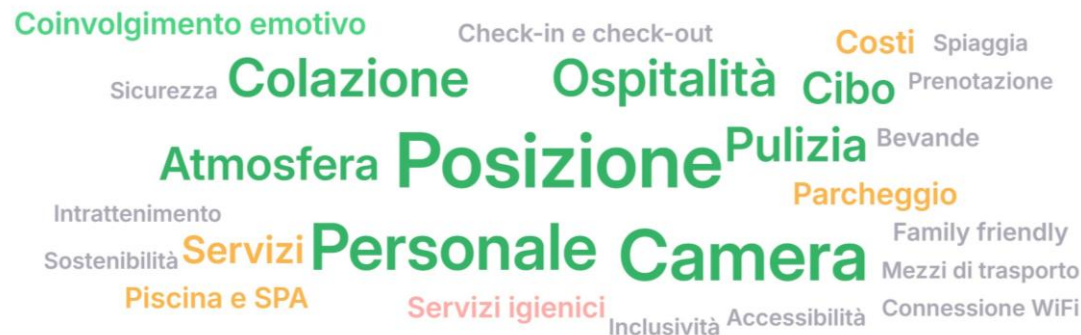 Coinvolgimento emotivo
Check-in e check-out
Costi
Spiaggia
Sicurezza
Colazione
Ospitalità
Cibo
Prenotazione
Atmosfera
Posizione
Pulizia
Bevande
Parcheggio
Intrattenimento
Sostenibilità
Servizi
Personale
Camera
Family friendly
Mezzi di trasporto
Piscina e SPA
Servizi igienici
Inclusività
Accessibilità
Connessione WiFi